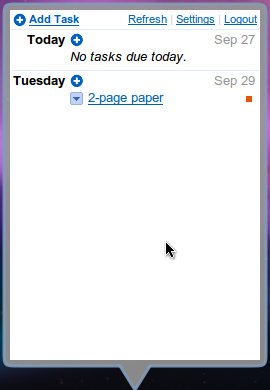 Add Task Refresh | Settings | Logout
Today Sep 27
No tasks due today.
Tuesday Sep 29
2-page paper